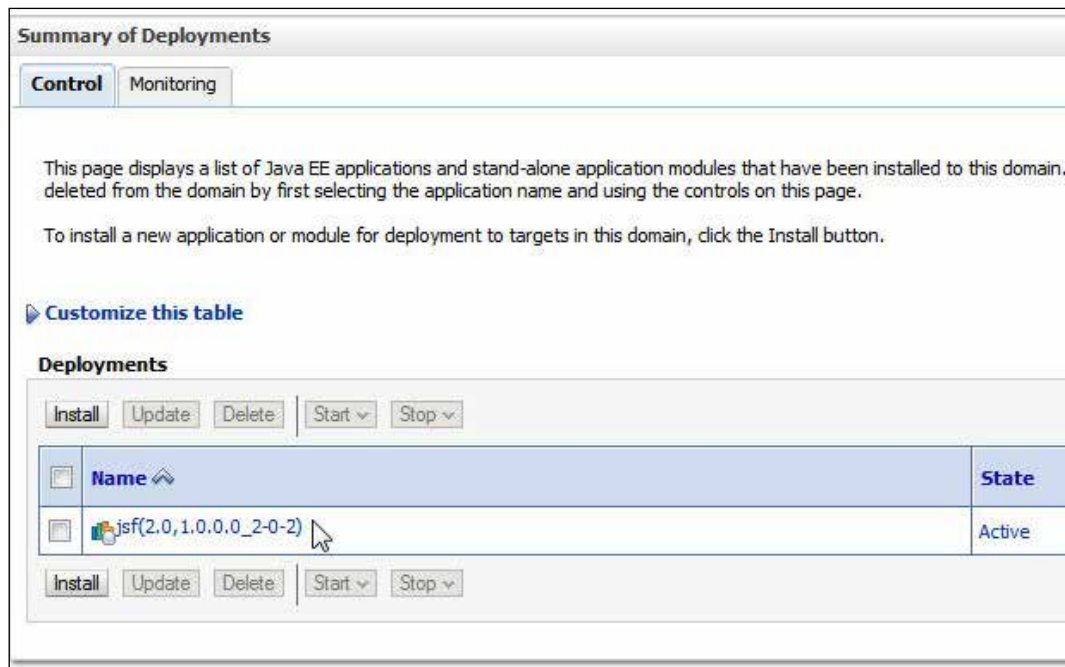 Summary of Deployments
Control Monitoring
This page displays a list of Java EE applications and stand-alone application modules that have been installed to this domain.
deleted from the domain by first selecting the application name and using the controls on this page.
To install a new application or module for deployment to targets in this domain, click the Install button.
Customize this table
Deployments
Install Update Delete Start Stop
Name State
jsf(2.0,1.0.0.0_2-0-2) Active
Install Update Delete Start Stop